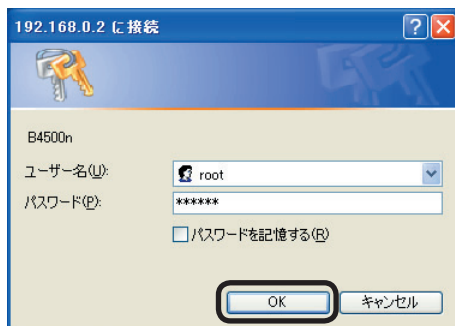 192.168.0.2 に接続
B4500n
ユーザー名(U):
root
パスワード(P):
******
パスワードを記憶する(R)
OK
キャンセル